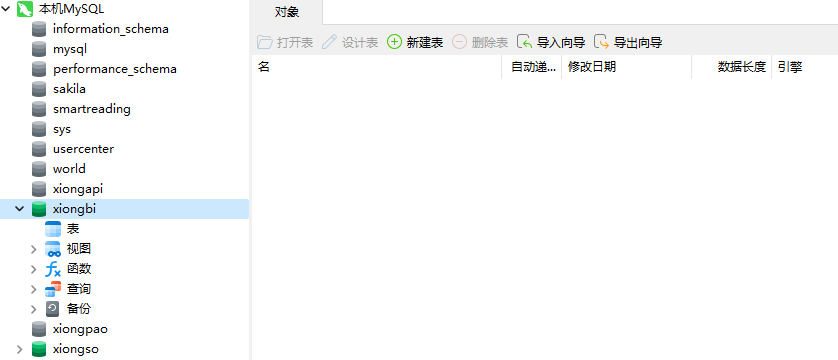 本机MySQL
information_schema
mysql
performance_schema
sakila
smartreading
sys
usercenter
world
xiongapi
xiongbi
表
视图
函数
查询
备份
xiongpao
xiongso
对象
打开表 设计表 新建表 删除表 导入向导 导出向导
名 自动递... 修改日期 数据长度 引擎